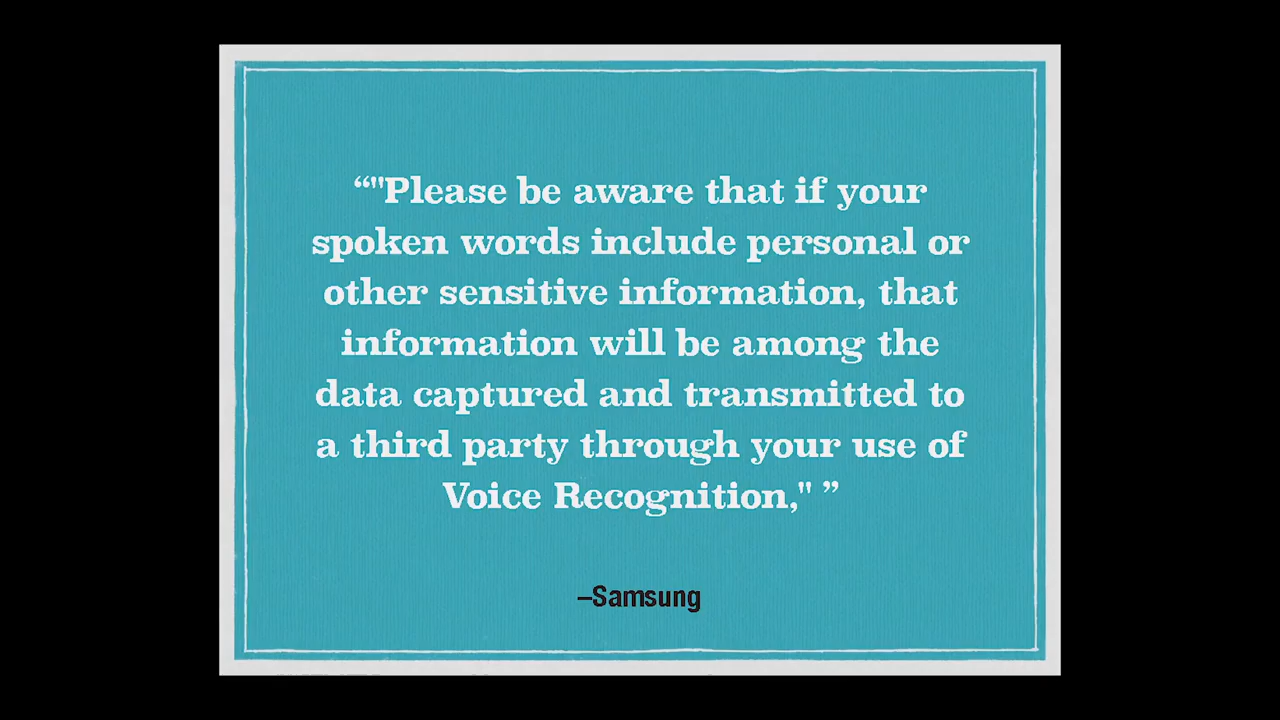 “"Please be aware that if your
spoken words include personal or
other sensitive information, that
information will be among the
data captured and transmitted to
a third party through your use of
Voice Recognition," ”
–Samsung